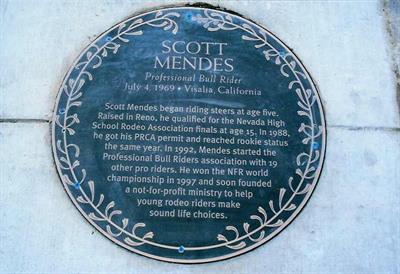 SCOTT
MENDES
Professional Bull Rider
July 4, 1969 • Visalia, California
Scott Mendes began riding steers at age five.
Raised in Reno, he qualified for the Nevada High
School Rodeo Association finals at age 15. In 1988,
he got his PRCA permit and reached rookie status
the same year. In 1992, Mendes started the
Professional Bull Riders association with 19
other pro riders. He won the NFR world
championship in 1997 and soon founded
a not-for-profit ministry to help
young rodeo riders make
sound life choices.